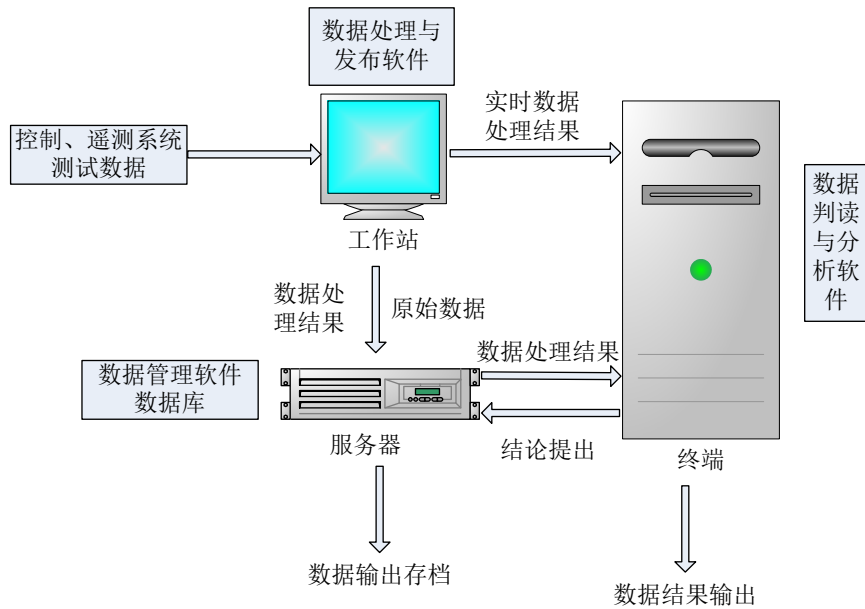 数据处理与
发布软件
控制、遥测系统
测试数据
实时数据
处理结果
工作站
数据
判读
与分
析软
件
数据处
理结果
原始数据
数据管理软件
数据库
数据处理结果
服务器
结论提出
终端
数据输出存档
数据结果输出